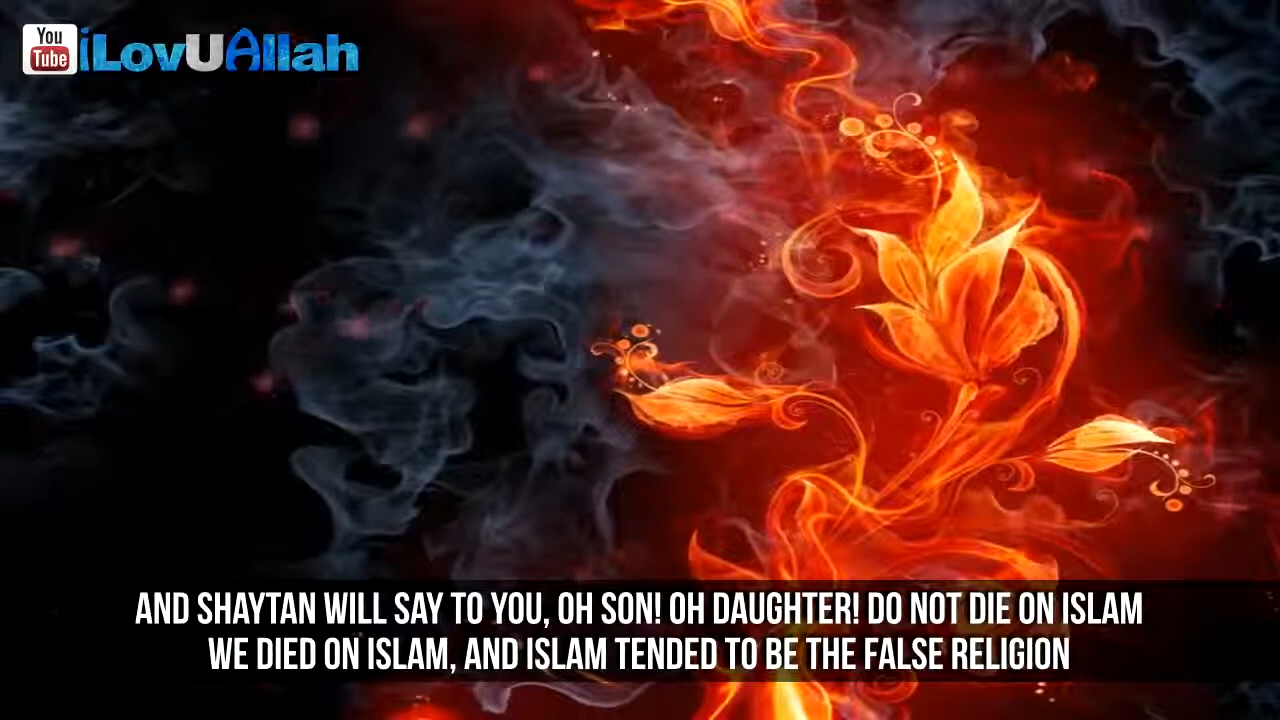 You
Tube
iLovUAllah
AND SHAYTAN WILL SAY TO YOU, OH SON! OH DAUGHTER! DO NOT DIE ON ISLAM
WE DIED ON ISLAM, AND ISLAM TENDED TO BE THE FALSE RELIGION